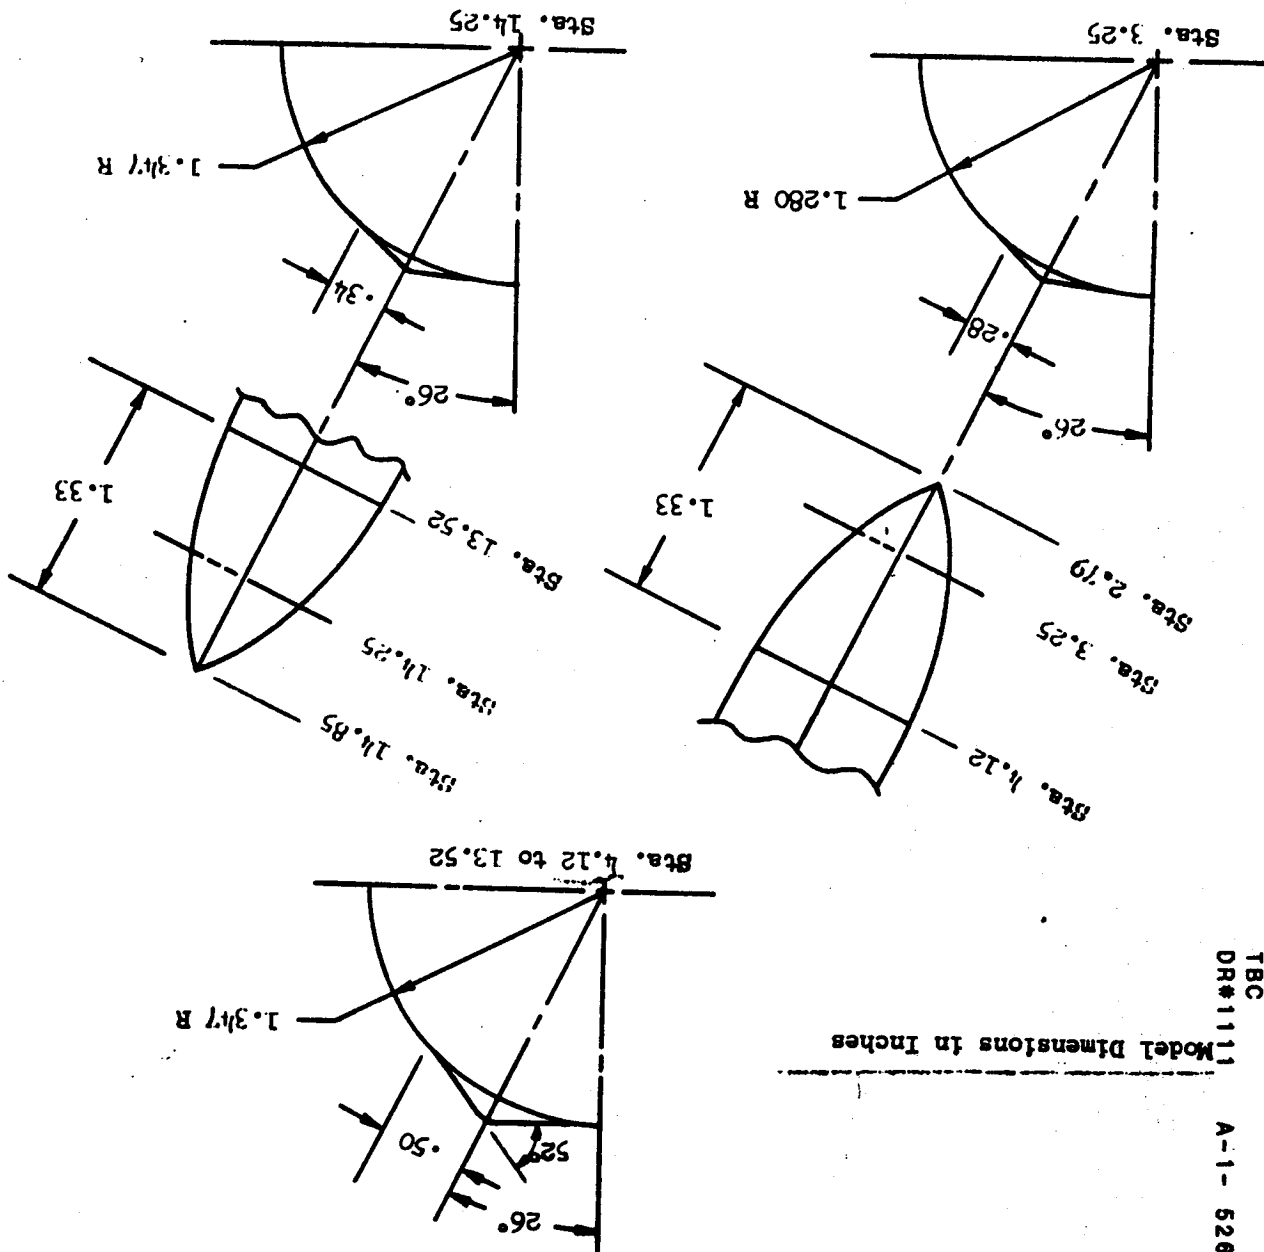 TBC
DR#1111 A-1- 526
Model Dimensions in Inches
26°
52°
.50
1.347 R
Sta. 4.12 to 13.52
Sta. 4.12
Sta. 3.25
Sta. 2.79
1.33
26°
.28
1.280 R
Sta. 3.25
Sta. 14.85
Sta. 14.25
Sta. 13.52
1.33
26°
.34
1.347 R
Sta. 14.25